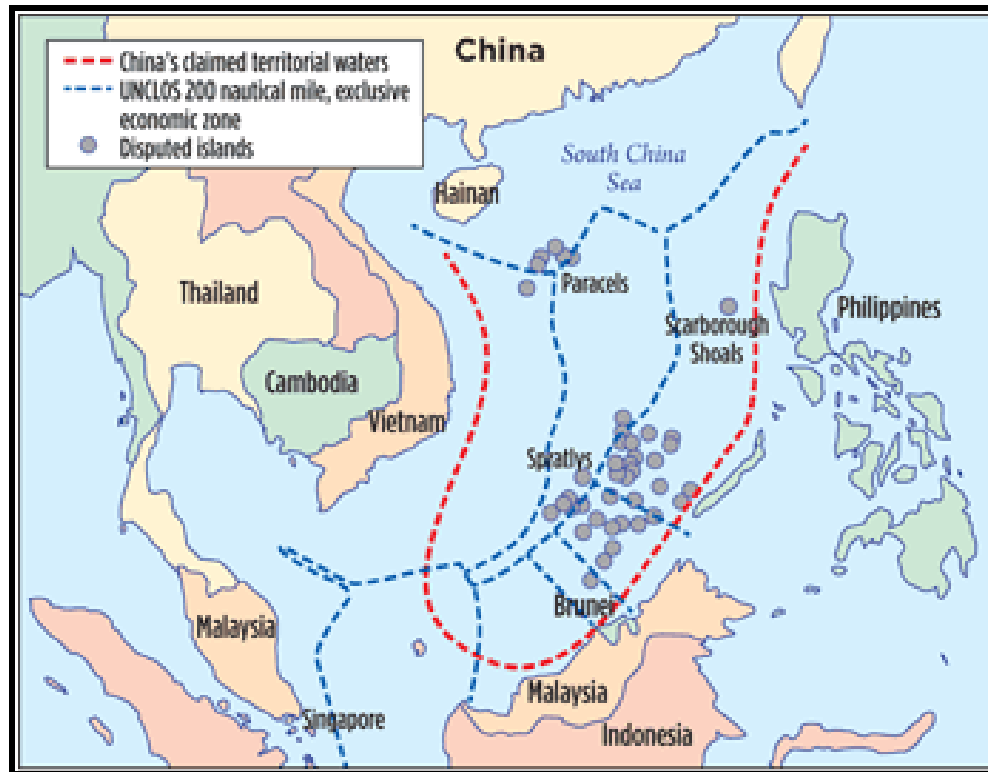 China
China's claimed territorial waters
UNCLOS 200 nautical mile, exclusive
economic zone
Disputed islands
South China
Sea
Hainan
Paracels
Thailand
Philippines
Scarborough
Shoals
Cambodia
Vietnam
Spratlys
Brunei
Malaysia
Malaysia
Singapore
Indonesia